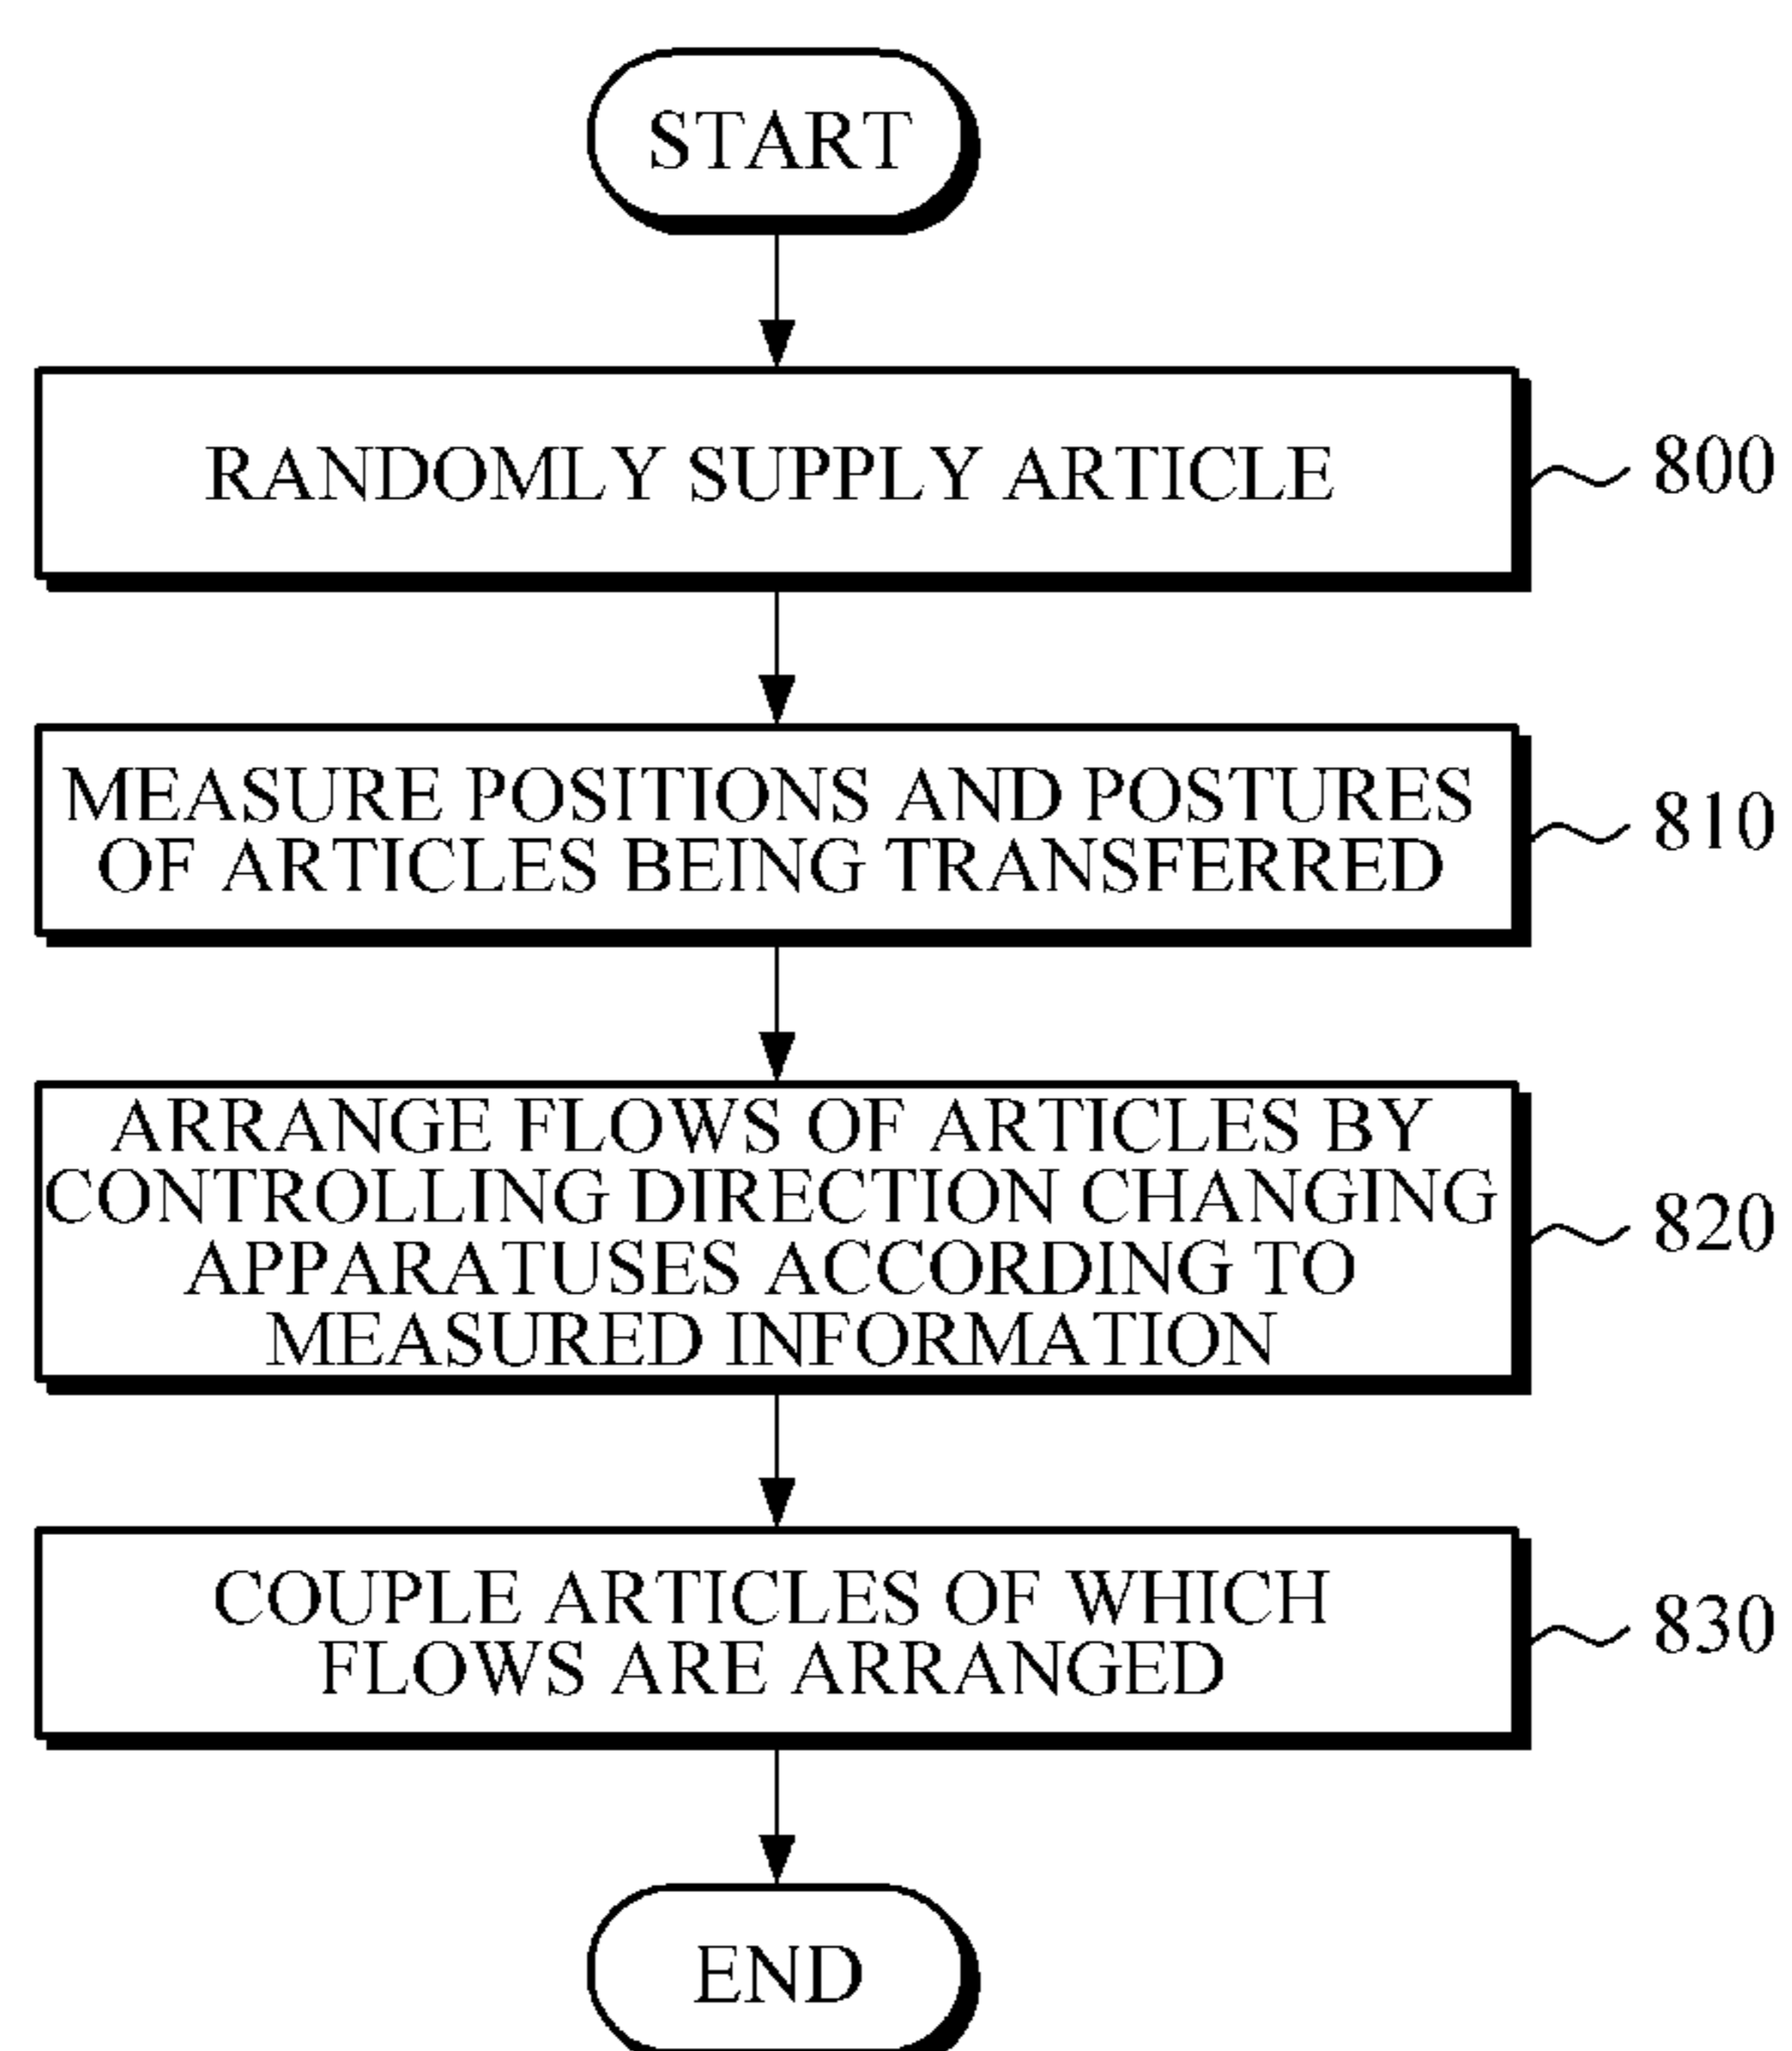 START
RANDOMLY SUPPLY ARTICLE
800
MEASURE POSITIONS AND POSTURES
OF ARTICLES BEING TRANSFERRED
810
ARRANGE FLOWS OF ARTICLES BY
CONTROLLING DIRECTION CHANGING
APPARATUSES ACCORDING TO
MEASURED INFORMATION
820
COUPLE ARTICLES OF WHICH
FLOWS ARE ARRANGED
830
END